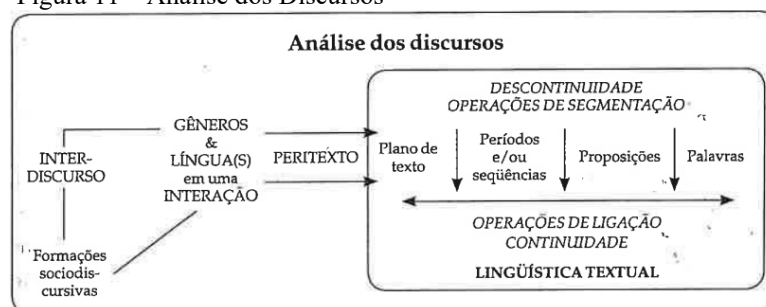 Figura 11 – Análise dos Discursos
Análise dos discursos
INTER-
DISCURSO
Formações
sociodis-
cursivas
GÊNEROS
&
LÍNGUA(S)
em uma
INTERAÇÃO
PERITEXTO
DESCONTINUIDADE
OPERAÇÕES DE SEGMENTAÇÃO
Plano de
texto
Períodos
e/ou
seqüências
Proposições
Palavras
OPERAÇÕES DE LIGAÇÃO
CONTINUIDADE
LINGÜÍSTICA TEXTUAL